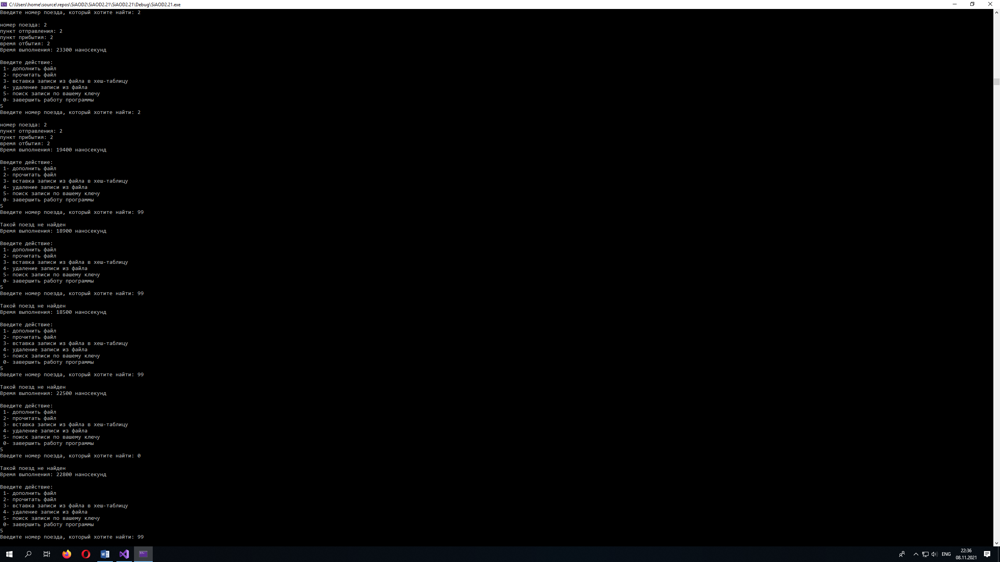 C:\Users\home\source\repos\SiAOD2\SiAOD2.21\SiAOD2.21\Debug\SiAOD2.21.exe
Введите номер поезда, который хотите найти: 2
номер поезда: 2
пункт отправления: 2
пункт прибытия: 2
время отбытия: 2
Время выполнения: 23300 наносекунд
Введите действие:
1- дополнить файл
2- прочитать файл
3- вставка записи из файла в хеш-таблицу
4- удаление записи из файла
5- поиск записи по вашему ключу
0- завершить работу программы
5
Введите номер поезда, который хотите найти: 2
номер поезда: 2
пункт отправления: 2
пункт прибытия: 2
время отбытия: 2
Время выполнения: 19400 наносекунд
Введите действие:
1- дополнить файл
2- прочитать файл
3- вставка записи из файла в хеш-таблицу
4- удаление записи из файла
5- поиск записи по вашему ключу
0- завершить работу программы
5
Введите номер поезда, который хотите найти: 99
Такой поезд не найден
Время выполнения: 18900 наносекунд
Введите действие:
1- дополнить файл
2- прочитать файл
3- вставка записи из файла в хеш-таблицу
4- удаление записи из файла
5- поиск записи по вашему ключу
0- завершить работу программы
5
Введите номер поезда, который хотите найти: 99
Такой поезд не найден
Время выполнения: 18500 наносекунд
Введите действие:
1- дополнить файл
2- прочитать файл
3- вставка записи из файла в хеш-таблицу
4- удаление записи из файла
5- поиск записи по вашему ключу
0- завершить работу программы
5
Введите номер поезда, который хотите найти: 99
Такой поезд не найден
Время выполнения: 22500 наносекунд
Введите действие:
1- дополнить файл
2- прочитать файл
3- вставка записи из файла в хеш-таблицу
4- удаление записи из файла
5- поиск записи по вашему ключу
0- завершить работу программы
5
Введите номер поезда, который хотите найти: 0
Такой поезд не найден
Время выполнения: 22800 наносекунд
Введите действие:
1- дополнить файл
2- прочитать файл
3- вставка записи из файла в хеш-таблицу
4- удаление записи из файла
5- поиск записи по вашему ключу
0- завершить работу программы
5
Введите номер поезда, который хотите найти: 99
ENG
22:36
08.11.2021